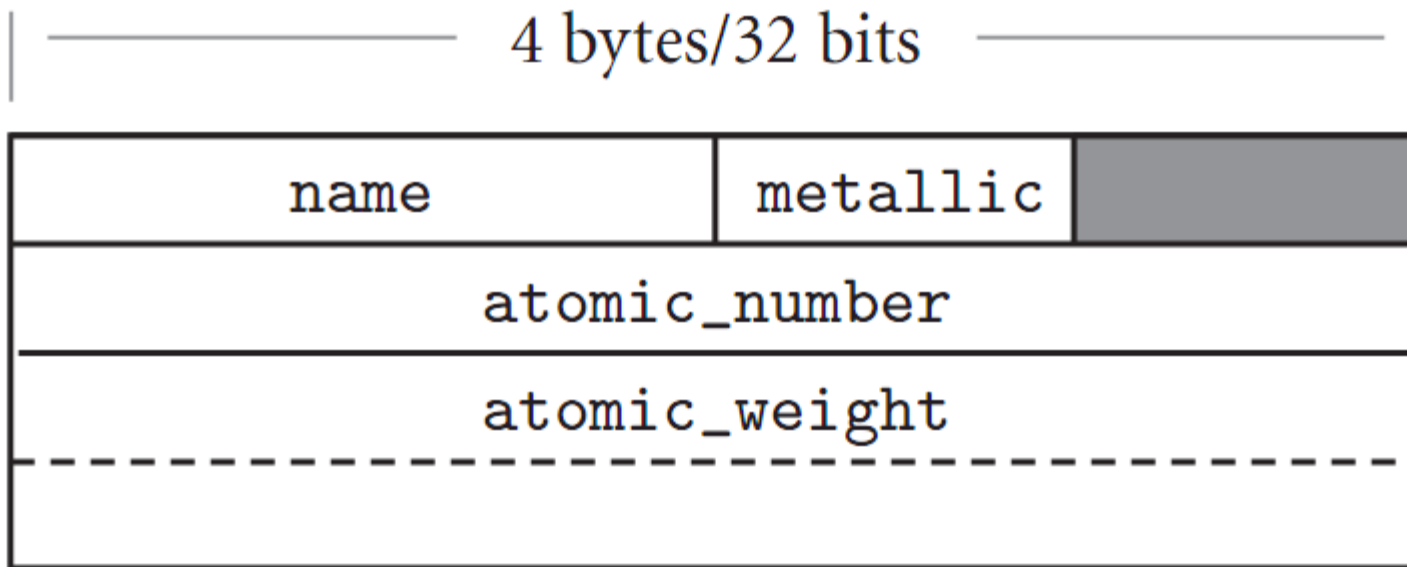 4 bytes/32 bits
name metallic
atomic_number
atomic_weight